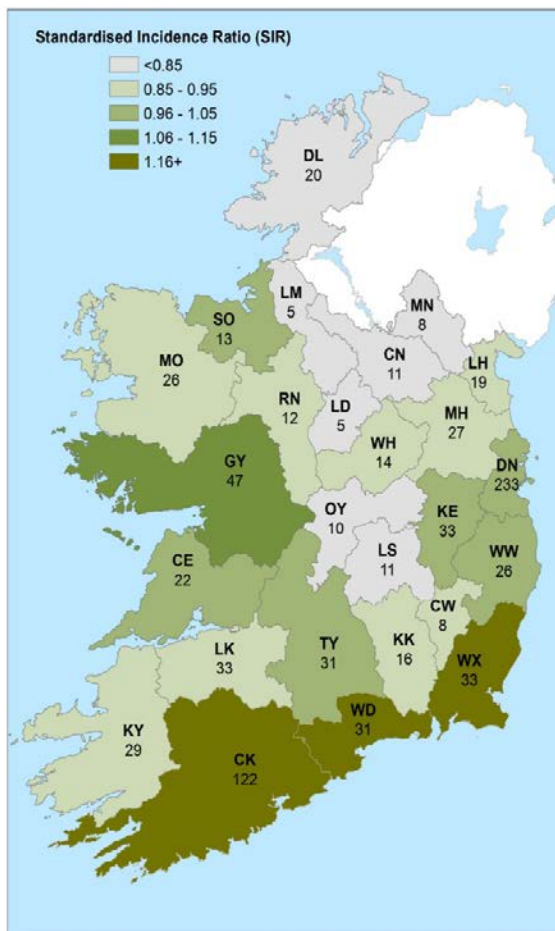 Standardised Incidence Ratio (SIR)
<0.85
0.85 - 0.95
0.96 - 1.05
1.06 - 1.15
1.16+
DL
20
LM
5
MN
8
SO
13
CN
11
LH
19
MO
26
RN
12
LD
5
MH
27
WH
14
GY
47
DN
233
OY
10
KE
33
LS
11
WW
26
CE
22
CW
8
TY
31
KK
16
LK
33
WX
33
WD
31
KY
29
CK
122